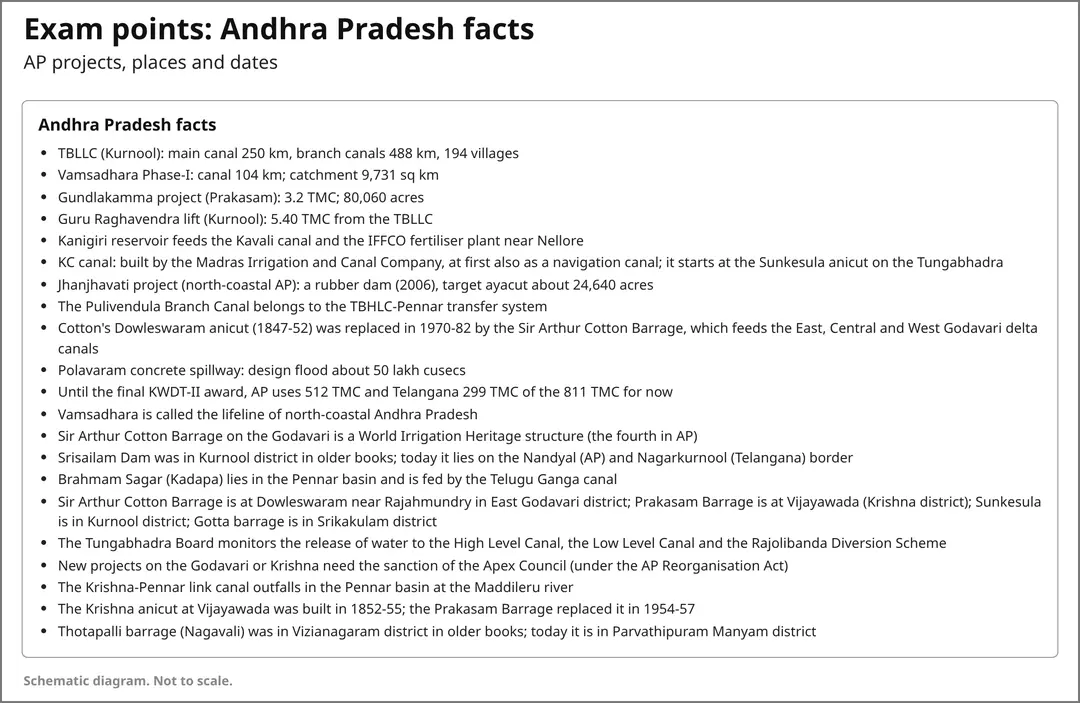 Exam points: Andhra Pradesh facts
AP projects, places and dates
Andhra Pradesh facts
• TBLLC (Kurnool): main canal 250 km, branch canals 488 km, 194 villages
• Vamsadhara Phase-I: canal 104 km; catchment 9,731 sq km
• Gundlakamma project (Prakasam): 3.2 TMC; 80,060 acres
• Guru Raghavendra lift (Kurnool): 5.40 TMC from the TBLLC
• Kanigiri reservoir feeds the Kavali canal and the IFFCO fertiliser plant near Nellore
• KC canal: built by the Madras Irrigation and Canal Company, at first also as a navigation canal; it starts at the Sunkesula anicut on the Tungabhadra
• Jhanjhavati project (north-coastal AP): a rubber dam (2006), target ayacut about 24,640 acres
• The Pulivendula Branch Canal belongs to the TBHLC-Pennar transfer system
• Cotton's Dowleswaram anicut (1847-52) was replaced in 1970-82 by the Sir Arthur Cotton Barrage, which feeds the East, Central and West Godavari delta
canals
• Polavaram concrete spillway: design flood about 50 lakh cusecs
• Until the final KWDT-II award, AP uses 512 TMC and Telangana 299 TMC of the 811 TMC for now
• Vamsadhara is called the lifeline of north-coastal Andhra Pradesh
• Sir Arthur Cotton Barrage on the Godavari is a World Irrigation Heritage structure (the fourth in AP)
• Srisailam Dam was in Kurnool district in older books; today it lies on the Nandyal (AP) and Nagarkurnool (Telangana) border
• Brahmam Sagar (Kadapa) lies in the Pennar basin and is fed by the Telugu Ganga canal
• Sir Arthur Cotton Barrage is at Dowleswaram near Rajahmundry in East Godavari district; Prakasam Barrage is at Vijayawada (Krishna district); Sunkesula
is in Kurnool district; Gotta barrage is in Srikakulam district
• The Tungabhadra Board monitors the release of water to the High Level Canal, the Low Level Canal and the Rajolibanda Diversion Scheme
• New projects on the Godavari or Krishna need the sanction of the Apex Council (under the AP Reorganisation Act)
• The Krishna-Pennar link canal outfalls in the Pennar basin at the Maddileru river
• The Krishna anicut at Vijayawada was built in 1852-55; the Prakasam Barrage replaced it in 1954-57
• Thotapalli barrage (Nagavali) was in Vizianagaram district in older books; today it is in Parvathipuram Manyam district
Schematic diagram. Not to scale.